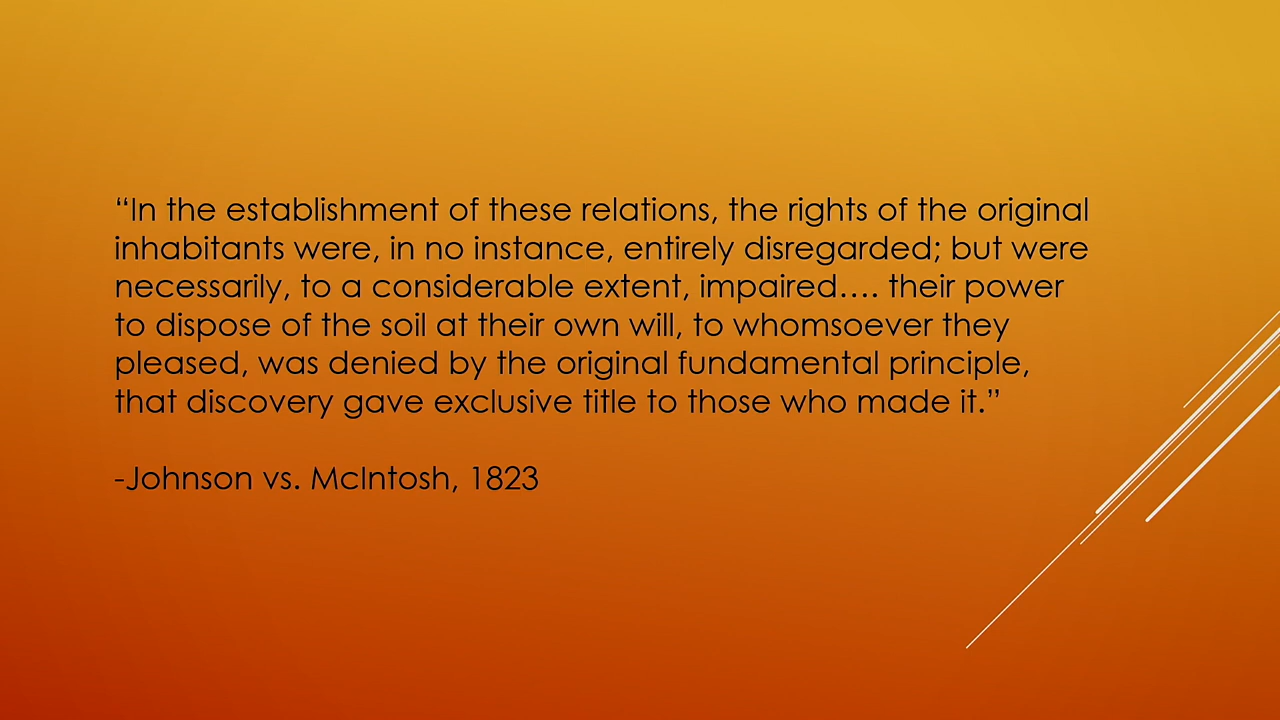 “In the establishment of these relations, the rights of the original
inhabitants were, in no instance, entirely disregarded; but were
necessarily, to a considerable extent, impaired…. their power
to dispose of the soil at their own will, to whomsoever they
pleased, was denied by the original fundamental principle,
that discovery gave exclusive title to those who made it.”
-Johnson vs. McIntosh, 1823